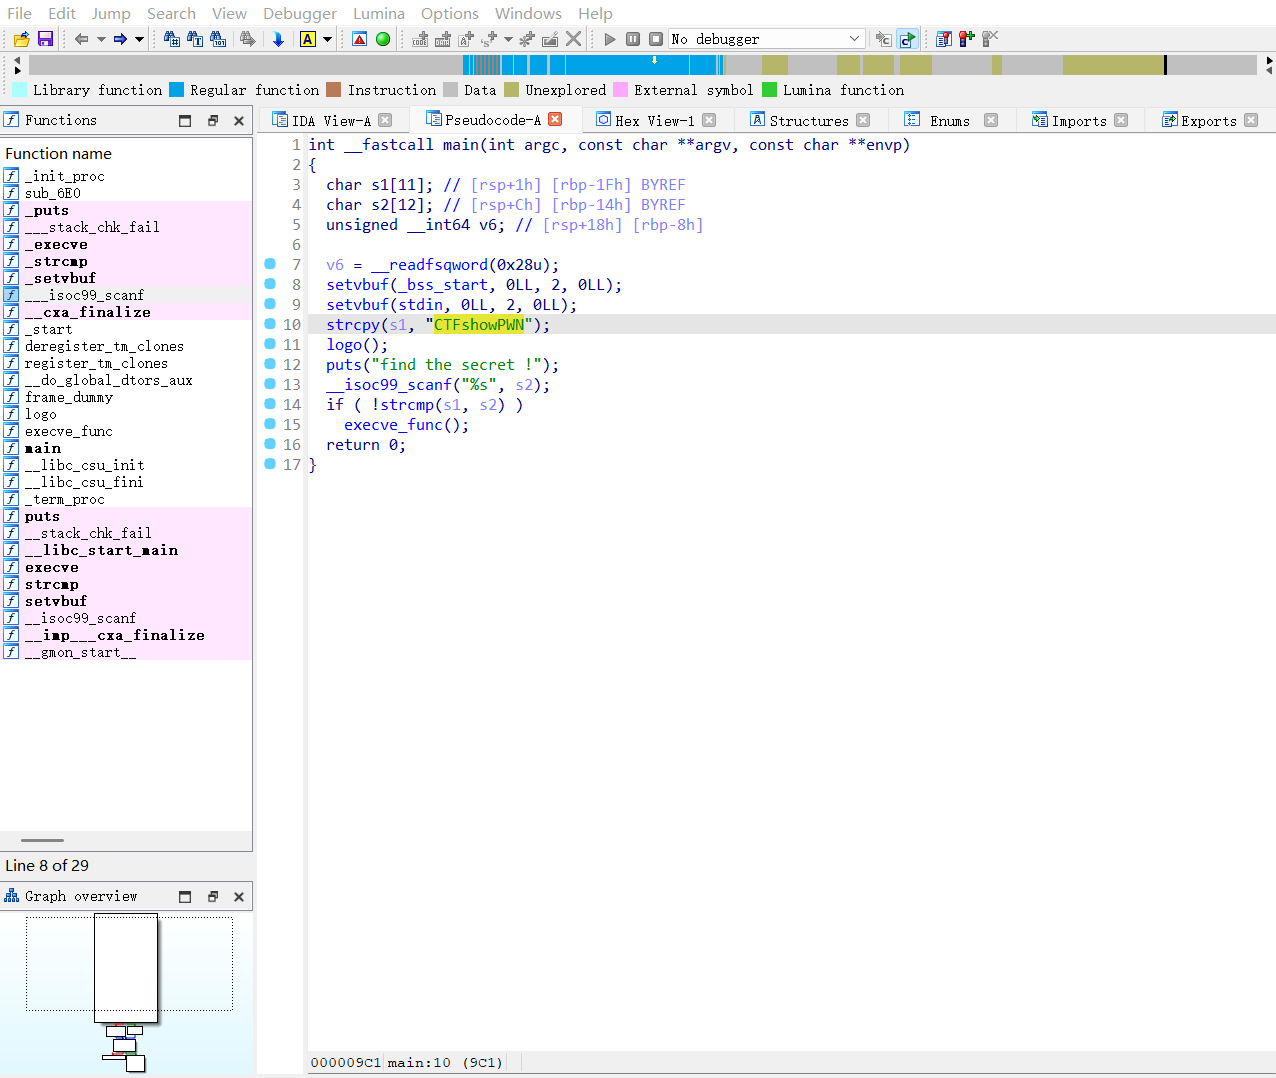 File Edit Jump Search View Debugger Lumina Options Windows Help
No debugger
Library function Regular function Instruction Data Unexplored External symbol Lumina function
Functions
IDA View-A Pseudocode-A Hex View-1 Structures Enums Imports Exports
Function name
_init_proc
sub_6E0
_puts
___stack_chk_fail
_execve
_strcmp
_setvbuf
___isoc99_scanf
__cxa_finalize
_start
deregister_tm_clones
register_tm_clones
__do_global_dtors_aux
frame_dummy
logo
execve_func
main
__libc_csu_init
__libc_csu_fini
_term_proc
puts
__stack_chk_fail
__libc_start_main
execve
strcmp
setvbuf
__isoc99_scanf
__imp___cxa_finalize
__gmon_start__
Line 8 of 29
Graph overview
1 int __fastcall main(int argc, const char **argv, const char **envp)
2 {
3 char s1[11]; // [rsp+1h] [rbp-1Fh] BYREF
4 char s2[12]; // [rsp+Ch] [rbp-14h] BYREF
5 unsigned __int64 v6; // [rsp+18h] [rbp-8h]
6
7 v6 = __readfsqword(0x28u);
8 setvbuf(_bss_start, 0LL, 2, 0LL);
9 setvbuf(stdin, 0LL, 2, 0LL);
10 strcpy(s1, "CTFshowPWN");
11 logo();
12 puts("find the secret !");
13 __isoc99_scanf("%s", s2);
14 if ( !strcmp(s1, s2) )
15 execve_func();
16 return 0;
17 }
000009C1 main:10 (9C1)